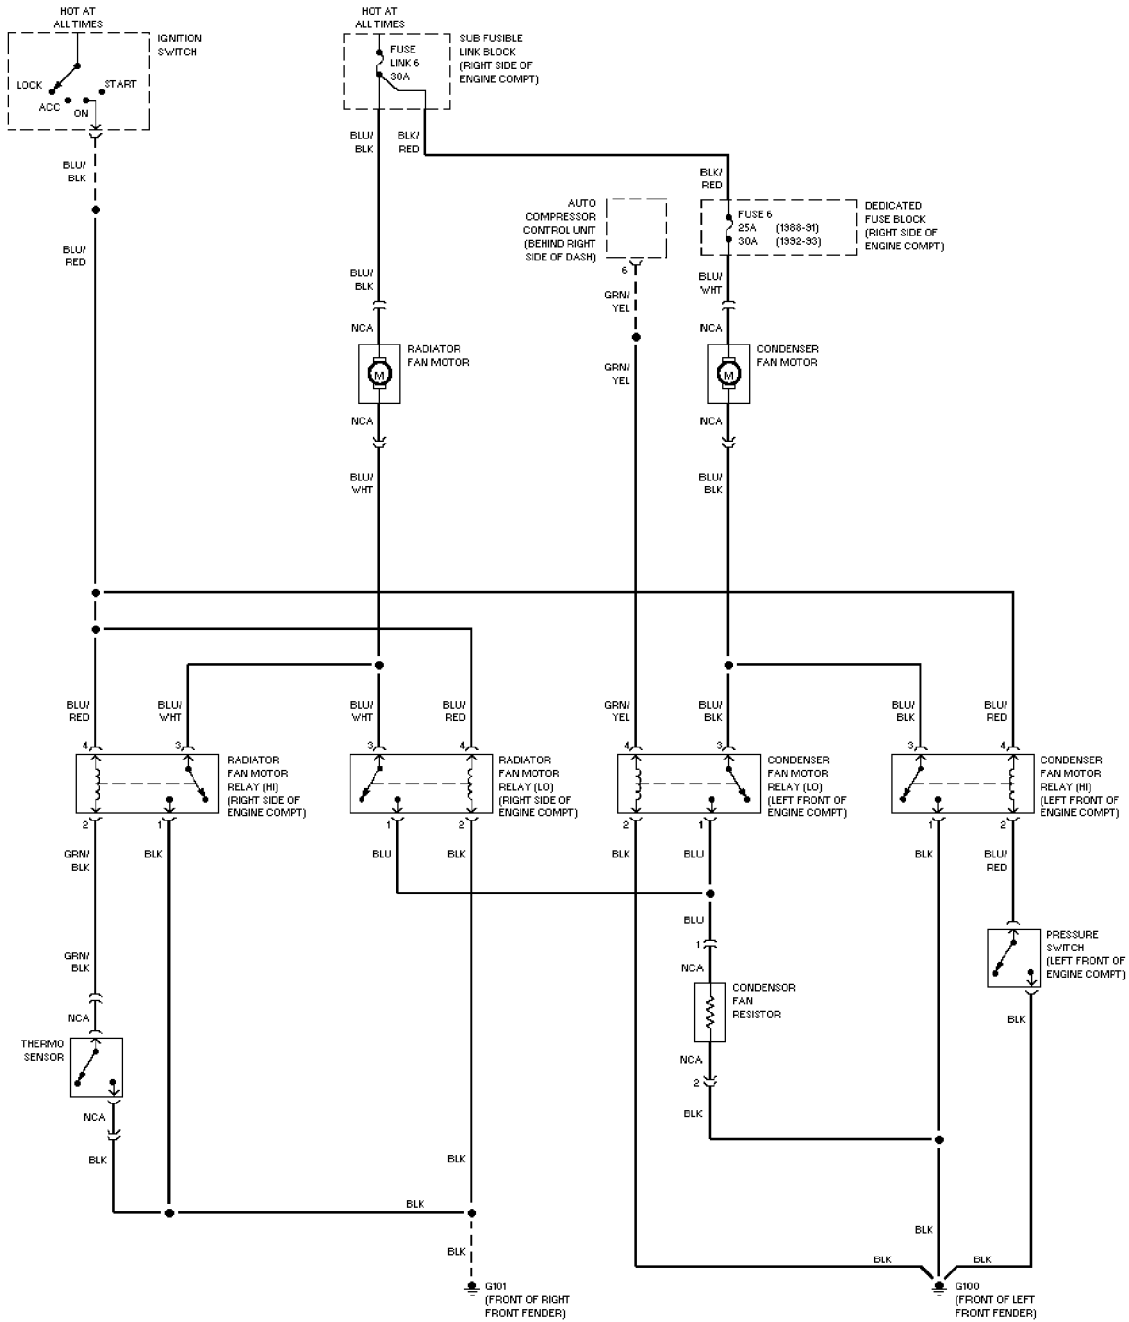 HOT AT
ALL TIMES
IGNITION
SWITCH
LOCK
START
ACC
ON
BLU/
BLK
BLU/
RED
HOT AT
ALL TIMES
FUSE
LINK 6
30A
SUB FUSIBLE
LINK BLOCK
(RIGHT SIDE OF
ENGINE COMPT)
BLU/
BLK
BLK/
RED
BLK/
RED
AUTO
COMPRESSOR
CONTROL UNIT
(BEHIND RIGHT
SIDE OF DASH)
6
GRN/
YEL
GRN/
YEL
FUSE 6
25A (1988-91)
30A (1992-93)
DEDICATED
FUSE BLOCK
(RIGHT SIDE OF
ENGINE COMPT)
BLU/
BLK
BLU/
WHT
NCA
NCA
M
RADIATOR
FAN MOTOR
M
CONDENSER
FAN MOTOR
NCA
NCA
BLU/
WHT
BLU/
BLK
BLU/
RED
BLU/
WHT
BLU/
WHT
BLU/
RED
GRN/
YEL
BLU/
BLK
BLU/
BLK
BLU/
RED
4
3
3
4
4
3
3
4
RADIATOR
FAN MOTOR
RELAY (HI)
(RIGHT SIDE OF
ENGINE COMPT)
RADIATOR
FAN MOTOR
RELAY (LO)
(RIGHT SIDE OF
ENGINE COMPT)
CONDENSER
FAN MOTOR
RELAY (LO)
(LEFT FRONT OF
ENGINE COMPT)
CONDENSER
FAN MOTOR
RELAY (HI)
(LEFT FRONT OF
ENGINE COMPT)
2
1
1
2
2
1
1
2
GRN/
BLK
BLK
BLU
BLK
BLK
BLU
BLK
BLU/
RED
BLU
1
NCA
CONDENSOR
FAN
RESISTOR
NCA
2
BLK
PRESSURE
SWITCH
(LEFT FRONT OF
ENGINE COMPT)
BLK
GRN/
BLK
NCA
THERMO
SENSOR
NCA
BLK
BLK
BLK
BLK
BLK
BLK
BLK
G101
(FRONT OF RIGHT
FRONT FENDER)
G100
(FRONT OF LEFT
FRONT FENDER)